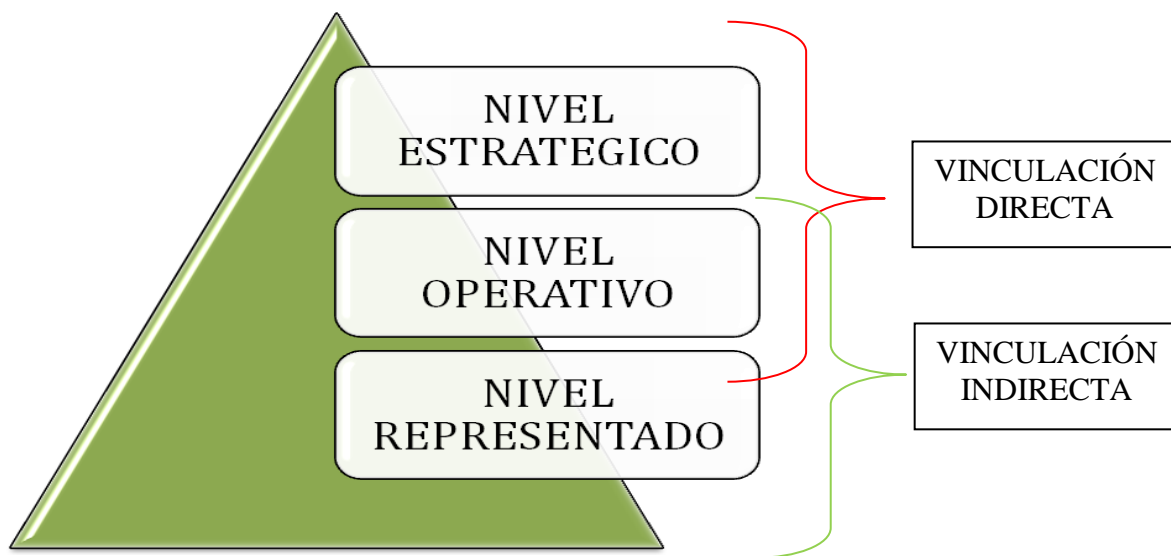 NIVEL
ESTRATEGICO
NIVEL
OPERATIVO
NIVEL
REPRESENTADO
VINCULACIÓN
DIRECTA
VINCULACIÓN
INDIRECTA